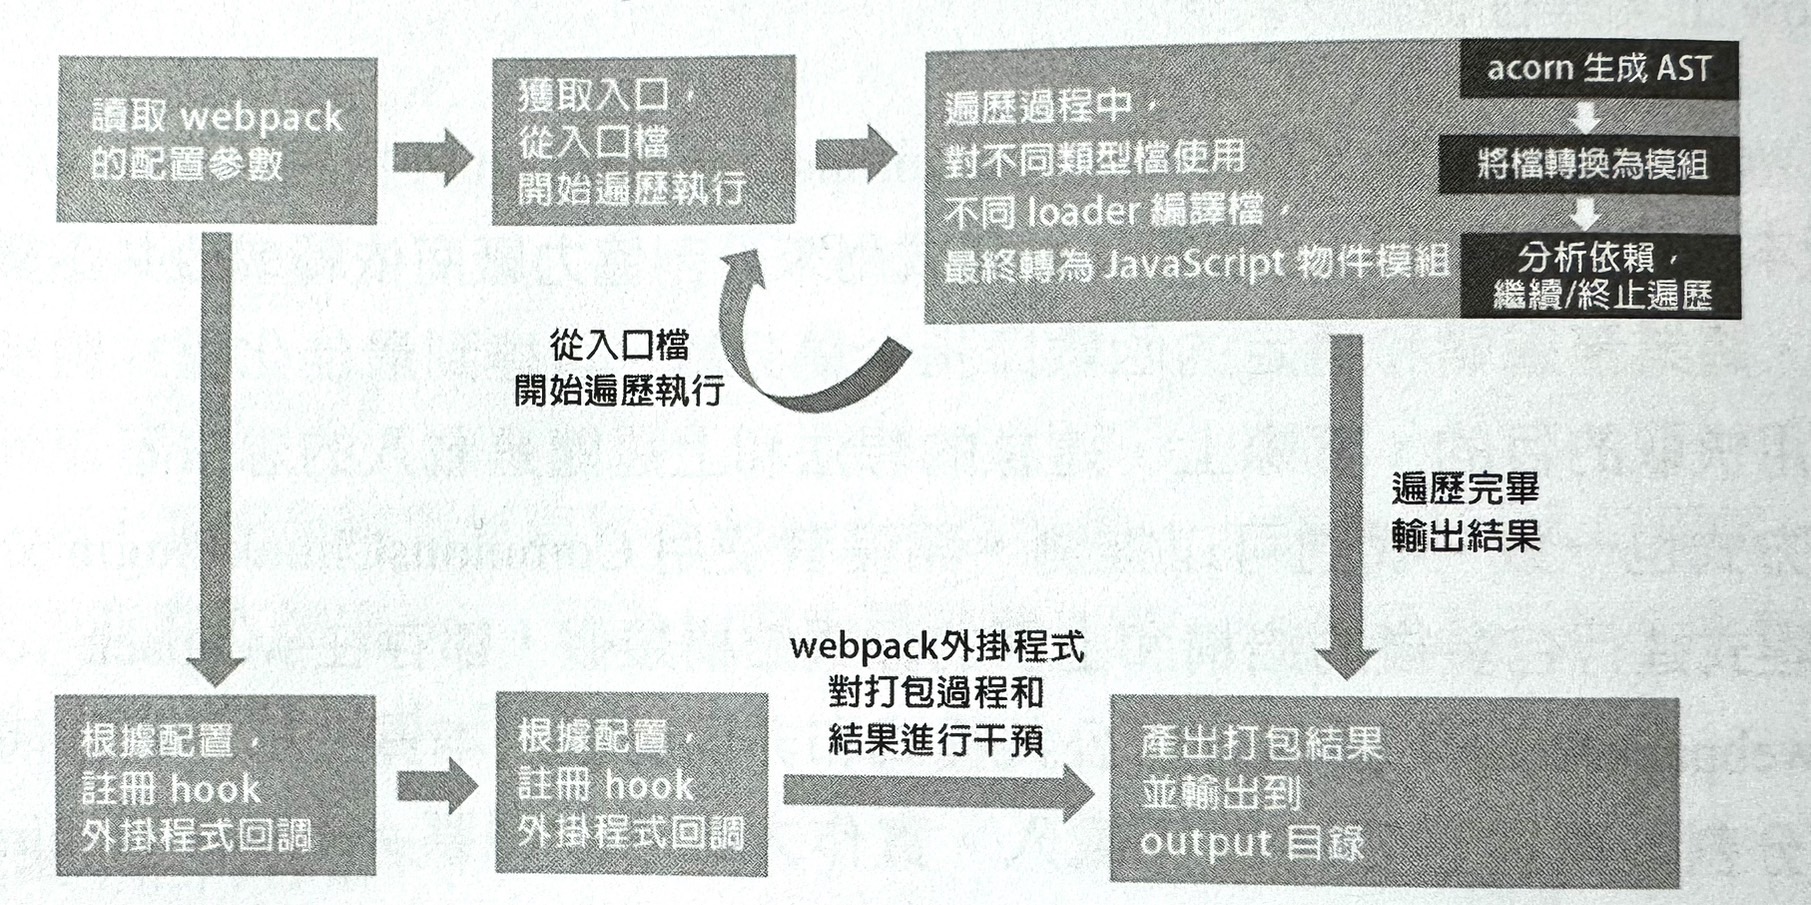 讀取 webpack
的配置參數
獲取入口，
從入口檔
開始遍歷執行
遍歷過程中，
對不同類型檔使用
不同 loader 編譯檔，
最終轉為 JavaScript 物件模組
acorn 生成 AST
將檔轉換為模組
分析依賴，
繼續/終止遍歷
從入口檔
開始遍歷執行
遍歷完畢
輸出結果
根據配置，
註冊 hook
外掛程式回調
根據配置，
註冊 hook
外掛程式回調
webpack外掛程式
對打包過程和
結果進行干預
產出打包結果
並輸出到
output 目錄